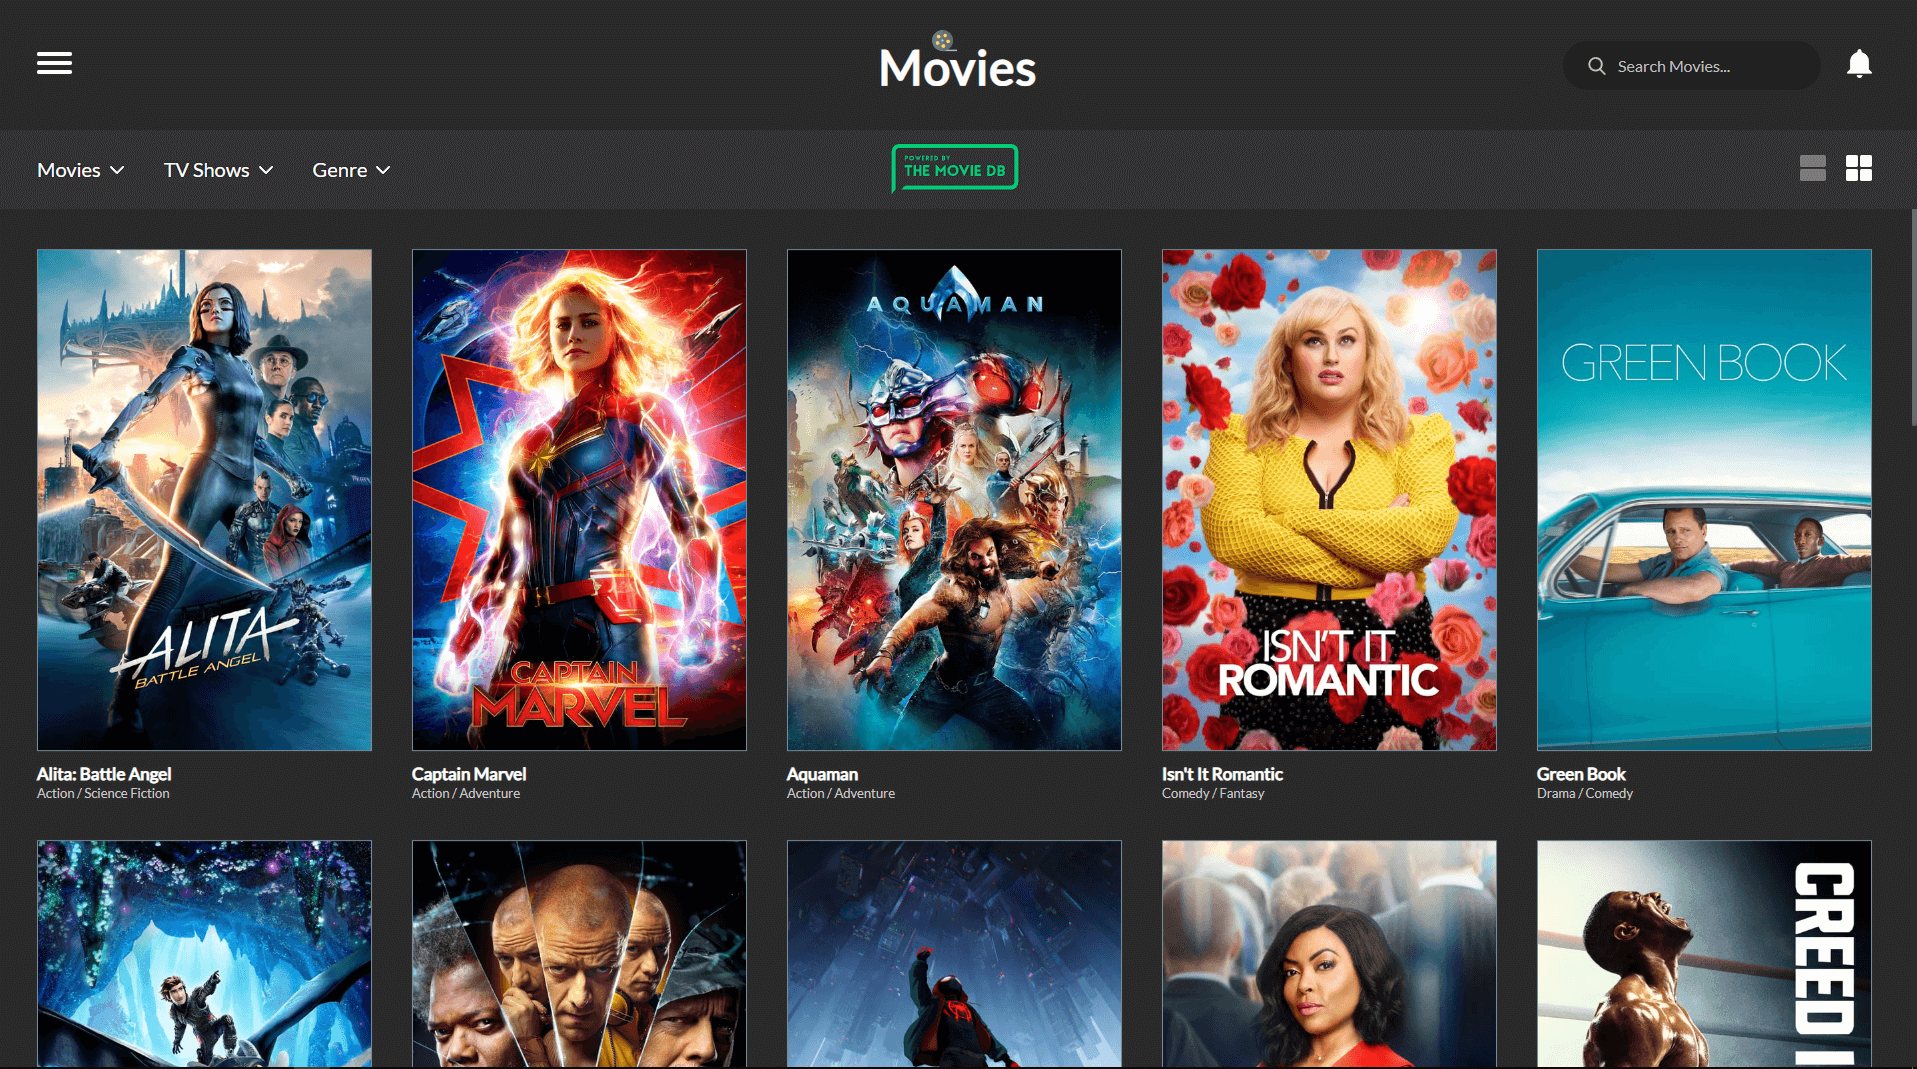 Movies
Search Movies...
Movies
TV Shows
Genre
POWERED BY
THE MOVIE DB
ALITA
BATTLE ANGEL
CAPTAIN
MARVEL
AQUAMAN
ISN'T IT
ROMANTIC
GREEN BOOK
Alita: Battle Angel
Action / Science Fiction
Captain Marvel
Action / Adventure
Aquaman
Action / Adventure
Isn't It Romantic
Comedy / Fantasy
Green Book
Drama / Comedy
CREED I